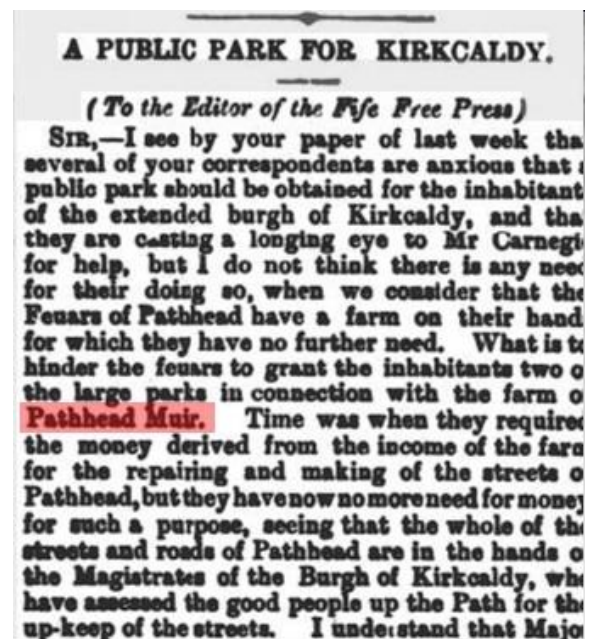 A PUBLIC PARK FOR KIRKCALDY.
(To the Editor of the Fife Free Press)
SIR,—I see by your paper of last week tha
several of your correspondents are anxious that a
public park should be obtained for the inhabitant
of the extended burgh of Kirkcaldy, and tha
they are casting a longing eye to Mr Carnegi
for help, but I do not think there is any need
for their doing so, when we consider that the
Feuars of Pathhead have a farm on their hand
for which they have no further need. What is to
hinder the feuars to grant the inhabitants two o
the large parks in connection with the farm o
Pathhead Muir. Time was when they required
the money derived from the income of the farm
for the repairing and making of the streets o
Pathhead, but they have now no more need for money
for such a purpose, seeing that the whole of the
streets and roads of Pathhead are in the hands o
the Magistrates of the Burgh of Kirkcaldy, who
have assessed the good people up the Path for the
up-keep of the streets. I understand that Majo